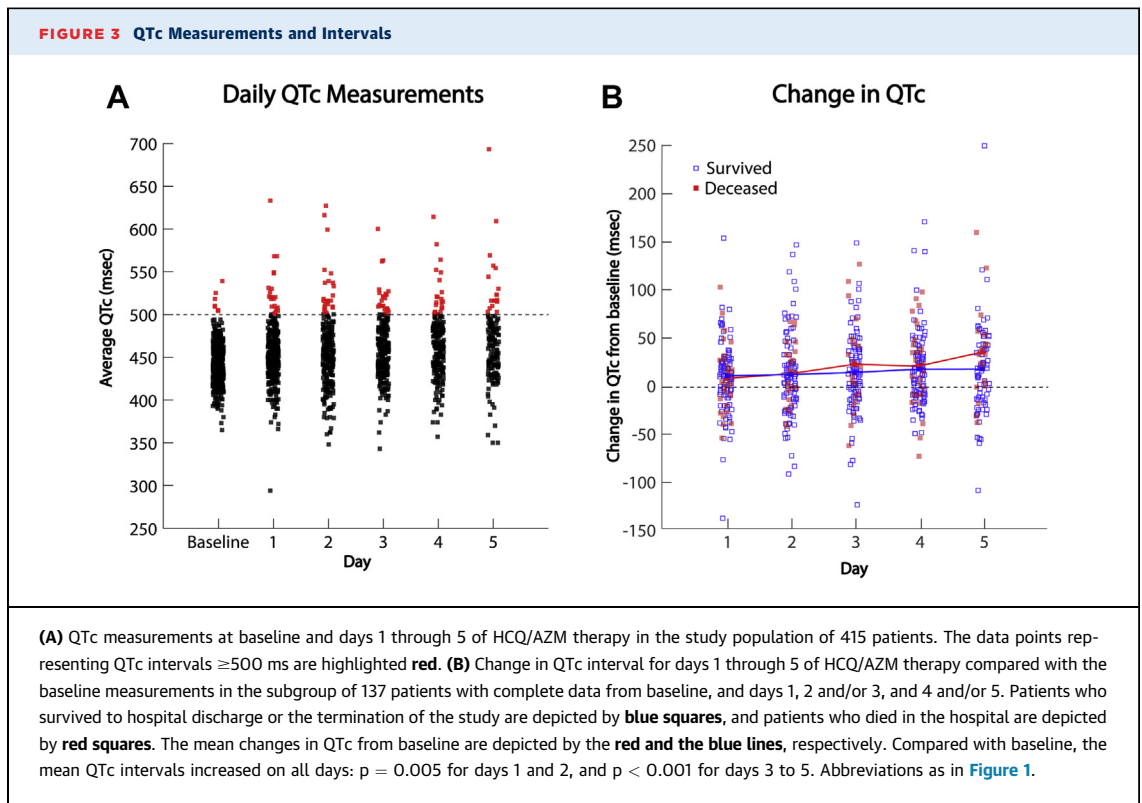 FIGURE 3 QTc Measurements and Intervals
A Daily QTc Measurements
Average QTc (msec)
700
650
600
550
500
450
400
350
300
250
Baseline 1 2 3 4 5
Day
B Change in QTc
Change in QTc from baseline (msec)
250
200
150
100
50
0
-50
-100
-150
Survived
Deceased
1 2 3 4 5
Day
(A) QTc measurements at baseline and days 1 through 5 of HCQ/AZM therapy in the study population of 415 patients. The data points rep-
resenting QTc intervals ≥500 ms are highlighted red. (B) Change in QTc interval for days 1 through 5 of HCQ/AZM therapy compared with the
baseline measurements in the subgroup of 137 patients with complete data from baseline, and days 1, 2 and/or 3, and 4 and/or 5. Patients who
survived to hospital discharge or the termination of the study are depicted by blue squares, and patients who died in the hospital are depicted
by red squares. The mean changes in QTc from baseline are depicted by the red and the blue lines, respectively. Compared with baseline, the
mean QTc intervals increased on all days: p = 0.005 for days 1 and 2, and p < 0.001 for days 3 to 5. Abbreviations as in Figure 1.